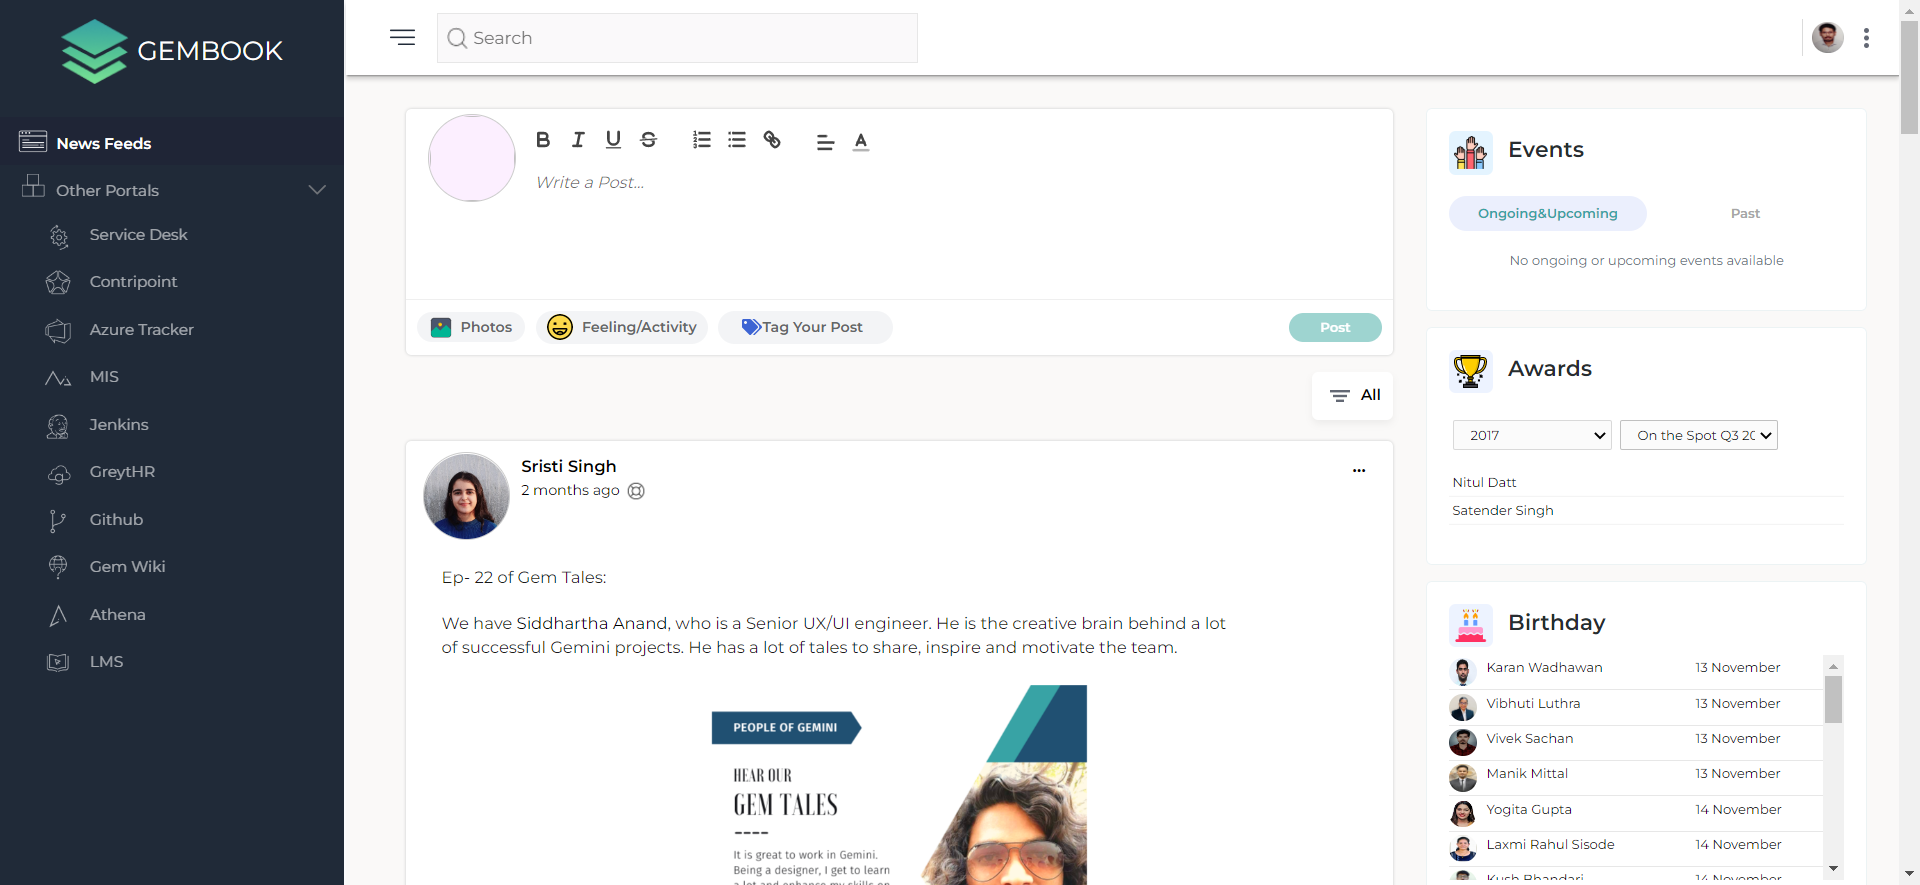 GEMBOOK
News Feeds
Other Portals
Service Desk
Contripoint
Azure Tracker
MIS
Jenkins
GreytHR
Github
Gem Wiki
Athena
LMS
Search
B I U S
A
Write a Post...
Photos
Feeling/Activity
Tag Your Post
Post
All
Sristi Singh
2 months ago
Ep- 22 of Gem Tales:
We have Siddhartha Anand, who is a Senior UX/UI engineer. He is the creative brain behind a lot
of successful Gemini projects. He has a lot of tales to share, inspire and motivate the team.
PEOPLE OF GEMINI
HEAR OUR
GEM TALES
It is great to work in Gemini.
Being a designer, I get to learn
a lot and enhance my skills on
Events
Ongoing&Upcoming
Past
No ongoing or upcoming events available
Awards
2017
On the Spot Q3 20
Nitul Datt
Satender Singh
Birthday
Karan Wadhawan 13 November
Vibhuti Luthra 13 November
Vivek Sachan 13 November
Manik Mittal 13 November
Yogita Gupta 14 November
Laxmi Rahul Sisode 14 November
Kush Bhandari 14 November